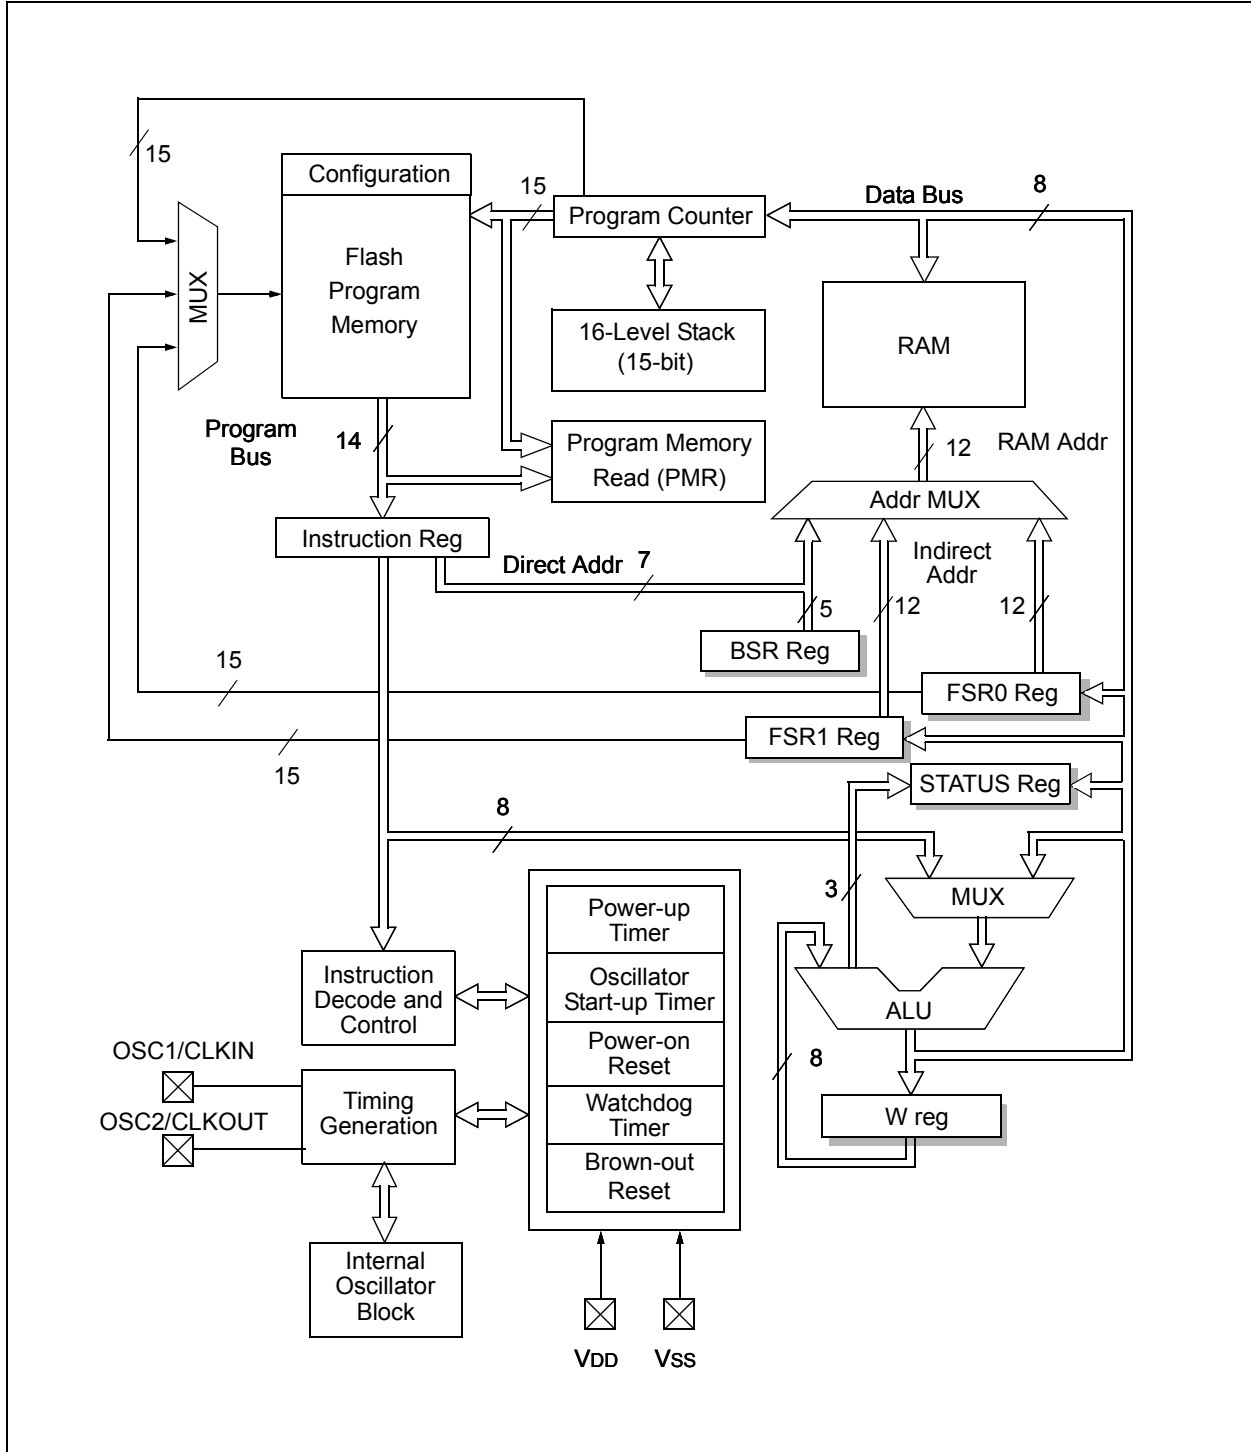 15
Configuration
Flash
Program
Memory
MUX
15
Program Counter
Data Bus
8
16-Level Stack
(15-bit)
RAM
Program
Bus
14
Program Memory
Read (PMR)
12
RAM Addr
Addr MUX
Instruction Reg
Direct Addr
7
Indirect
Addr
5
12
12
BSR Reg
15
FSR0 Reg
FSR1 Reg
15
STATUS Reg
8
3
MUX
Power-up
Timer
Oscillator
Start-up Timer
Power-on
Reset
Watchdog
Timer
Brown-out
Reset
Instruction
Decode and
Control
ALU
8
OSC1/CLKIN
OSC2/CLKOUT
Timing
Generation
W reg
Internal
Oscillator
Block
VDD
VSS